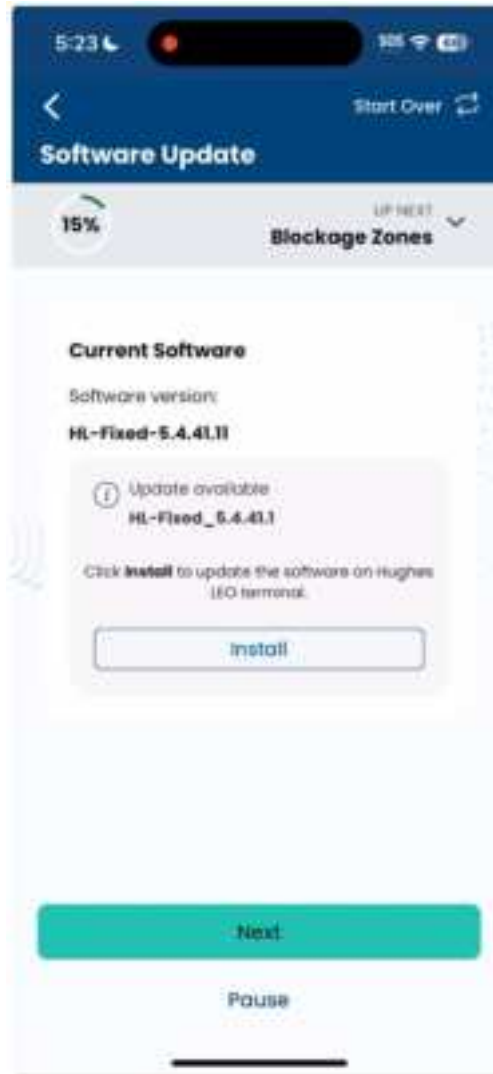 5:23
SOS
Start Over
Software Update
15%
UP NEXT
Blockage Zones
Current Software
Software version:
HL-Fixed-5.4.41.11
Update available
HL-Fixed_5.4.41.1
Click Install to update the software on Hughes
LEO terminal.
Install
Next
Pause